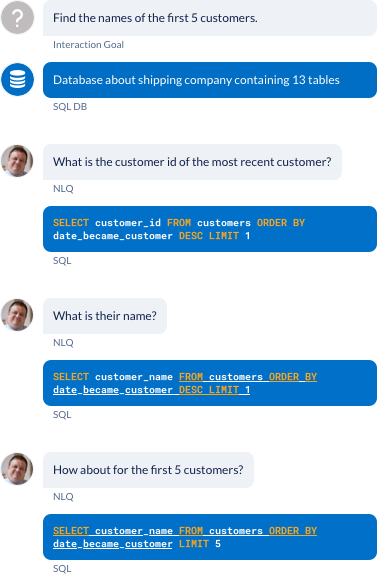 ?
Find the names of the first 5 customers.
Interaction Goal
Database about shipping company containing 13 tables
SQL DB
What is the customer id of the most recent customer?
NLQ
SELECT customer_id FROM customers ORDER BY
date_became_customer DESC LIMIT 1
SQL
What is their name?
NLQ
SELECT customer_name FROM customers ORDER BY
date_became_customer DESC LIMIT 1
SQL
How about for the first 5 customers?
NLQ
SELECT customer_name FROM customers ORDER BY
date_became_customer LIMIT 5
SQL